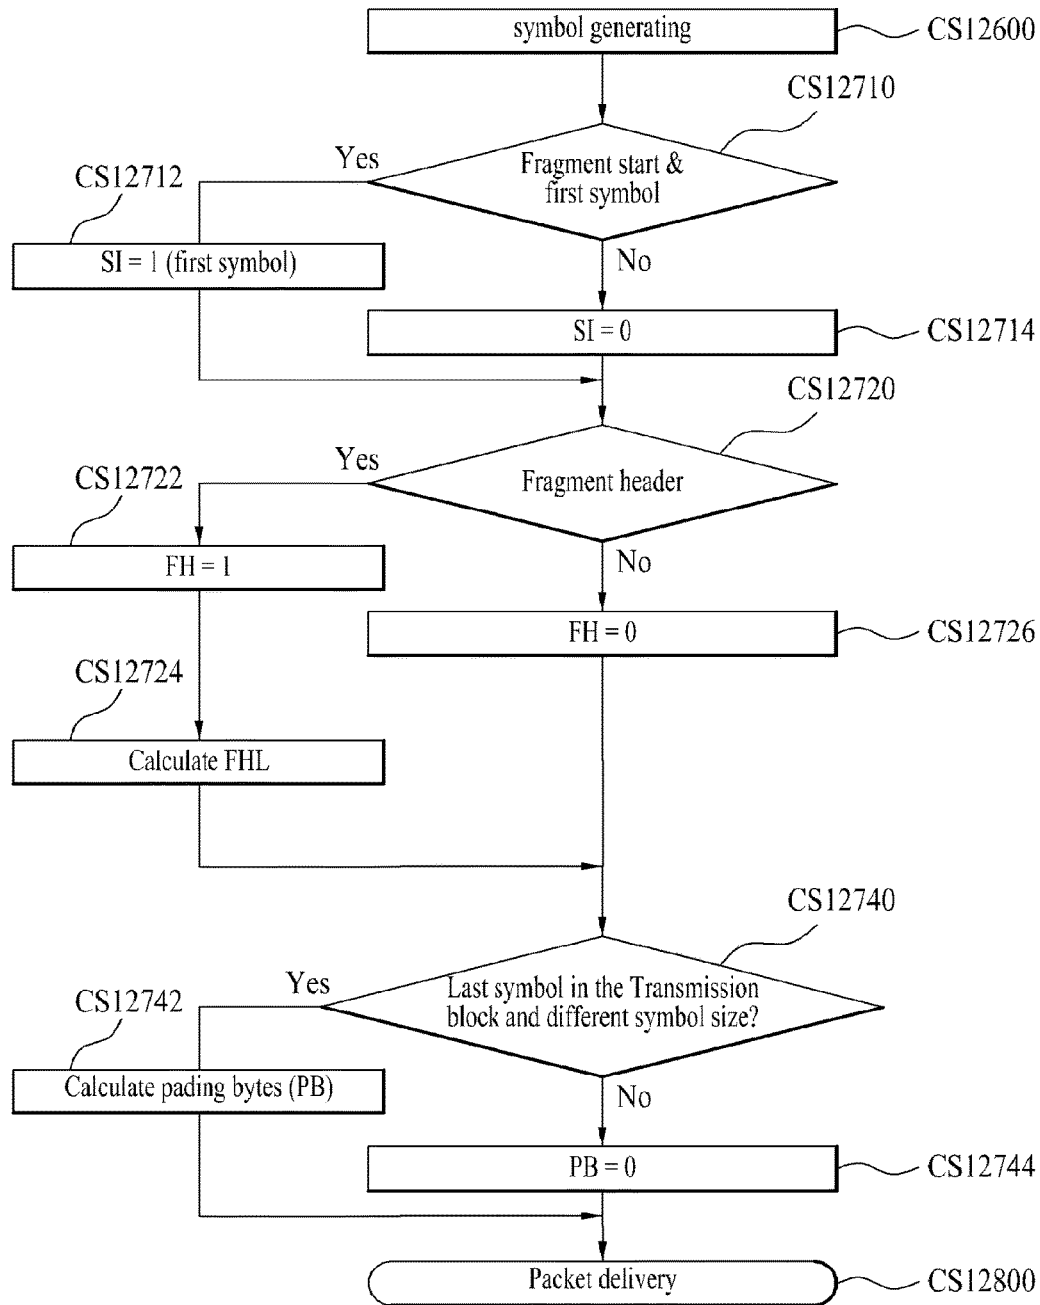 symbol generating
CS12600
CS12710
Yes
Fragment start &
first symbol
CS12712
SI = 1 (first symbol)
No
SI = 0
CS12714
CS12720
Yes
Fragment header
CS12722
FH = 1
No
FH = 0
CS12726
CS12724
Calculate FHL
CS12740
Yes
Last symbol in the Transmission
block and different symbol size?
CS12742
Calculate pading bytes (PB)
No
PB = 0
CS12744
Packet delivery
CS12800